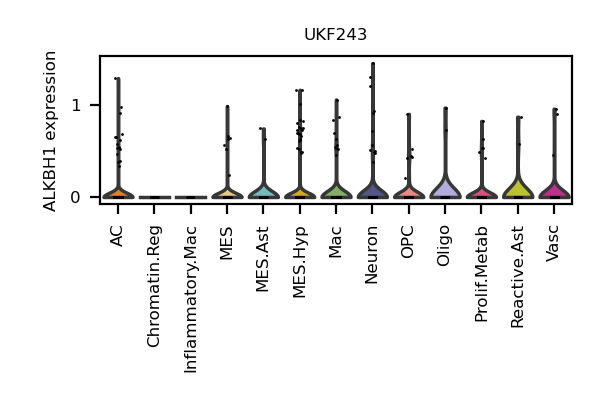 UKF243
ALKBH1 expression
1
0
AC
Chromatin.Reg
Inflammatory.Mac
MES
MES.Ast
MES.Hyp
Mac
Neuron
OPC
Oligo
Prolif.Metab
Reactive.Ast
Vasc